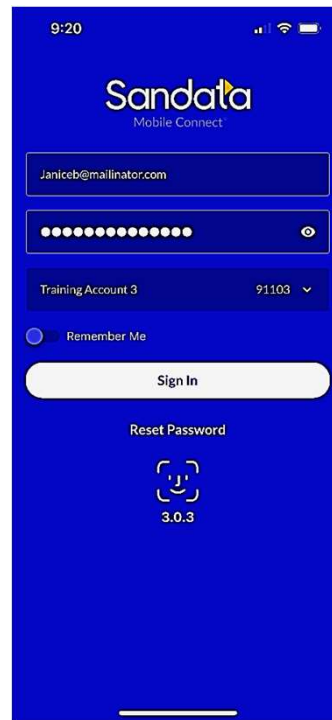 9:20
Sandata
Mobile Connect
Janiceb@mailinator.com
Training Account 3 91103
Remember Me
Sign In
Reset Password
3.0.3